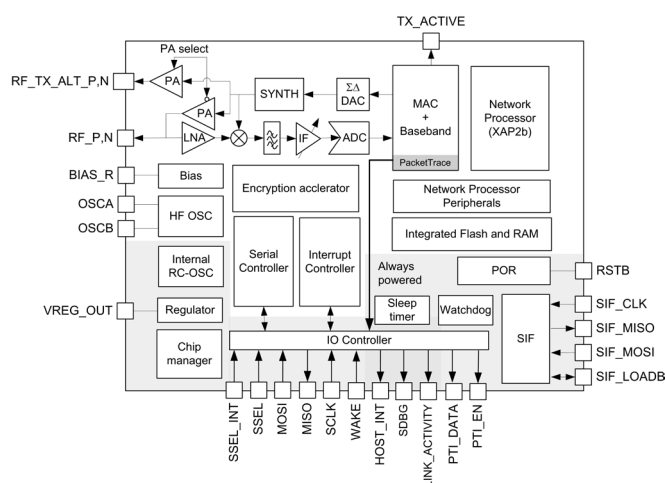 TX_ACTIVE
PA select
RF_TX_ALT_P,N
PA
SYNTH
ΣΔ
DAC
MAC
+
Baseband
Network
Processor
(XAP2b)
PA
RF_P,N
LNA
IF
ADC
PacketTrace
BIAS_R
Bias
Encryption acclerator
Network Processor
Peripherals
OSCA
HF OSC
OSCB
Integrated Flash and RAM
Serial
Controller
Interrupt
Controller
Internal
RC-OSC
Always
powered
POR
RSTB
VREG_OUT
Regulator
Sleep
timer
Watchdog
SIF
SIF_CLK
SIF_MISO
SIF_MOSI
SIF_LOADB
Chip
manager
IO Controller
SSEL_INT
SSEL
MOSI
MISO
SCLK
WAKE
HOST_INT
SDBG
LINK_ACTIVITY
PTI_DATA
PTI_EN